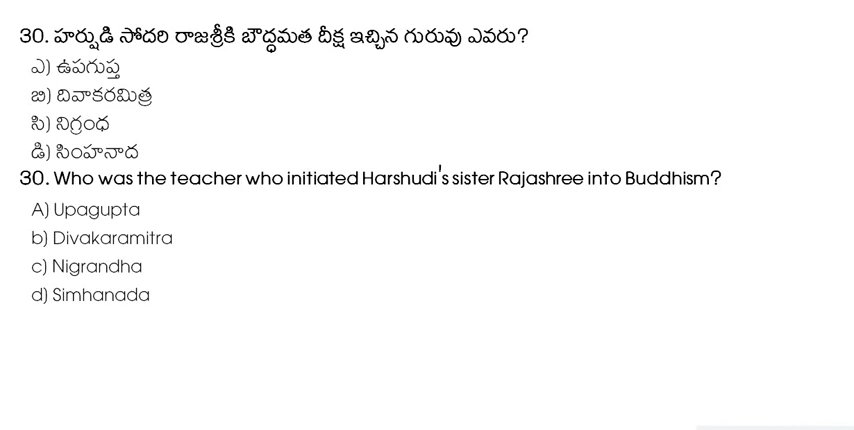 30. హర్షుడి సోదరి రాజశ్రీకి బౌద్ధమత దీక్ష ఇచ్చిన గురువు ఎవరు?
ఎ) ఉపగుప్త
బి) దివాకరమిత్ర
సి) నిగ్రంధ
డి) సింహనాద
30. Who was the teacher who initiated Harshudi's sister Rajashree into Buddhism?
A) Upagupta
b) Divakaramitra
c) Nigrandha
d) Simhanada